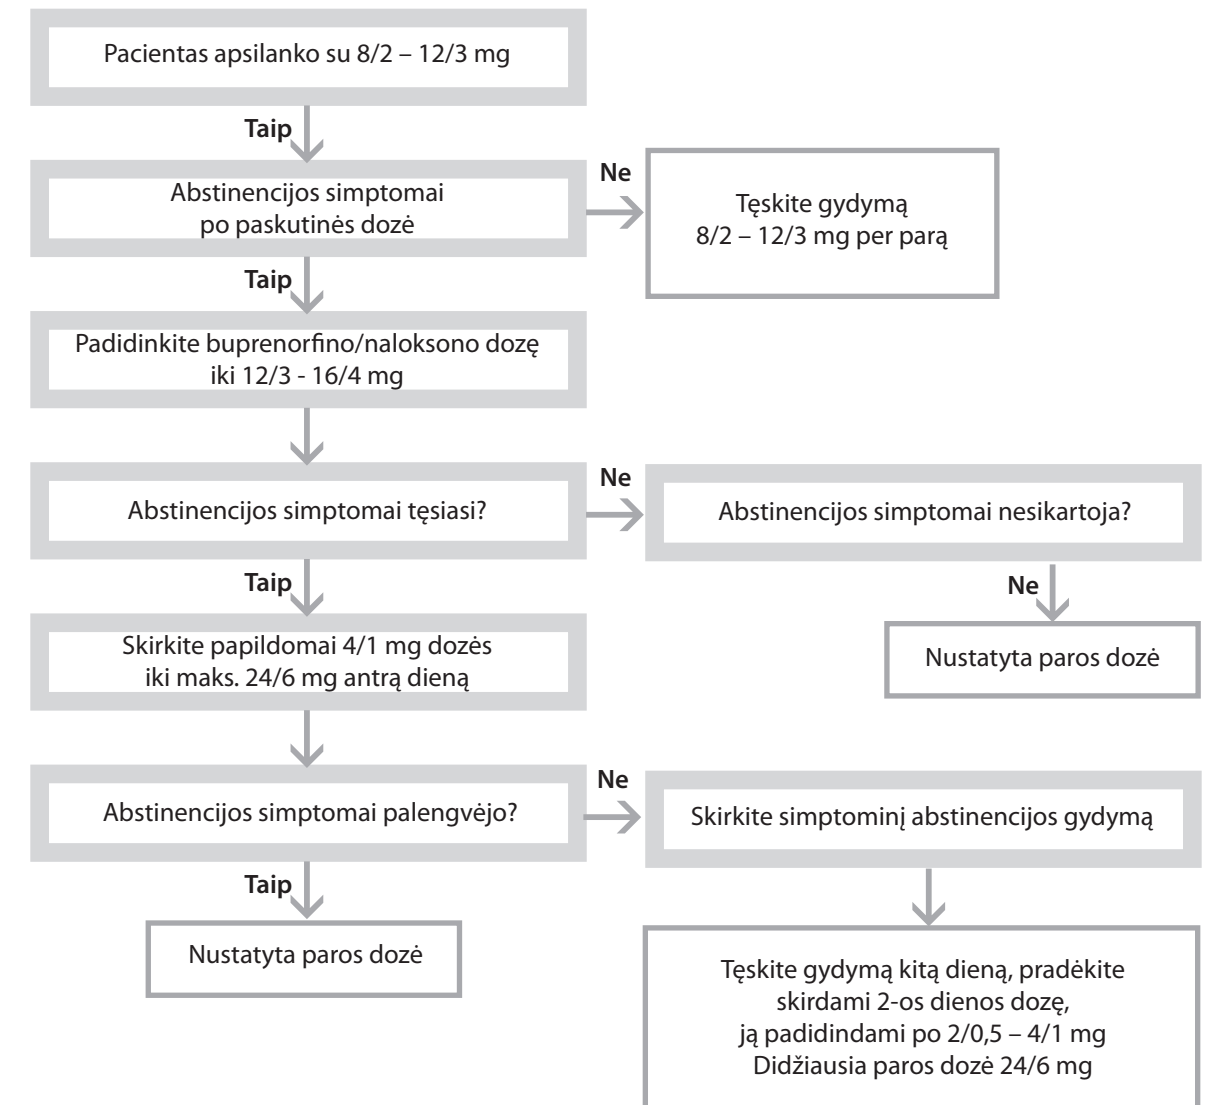 Pacientas apsilanko su 8/2 – 12/3 mg
Taip
Abstinencijos simptomai
po paskutinės dozė
Ne
Tęskite gydymą
8/2 – 12/3 mg per parą
Taip
Padidinkite buprenorfino/naloksono dozę
iki 12/3 - 16/4 mg
Abstinencijos simptomai tęsiasi?
Ne
Abstinencijos simptomai nesikartoja?
Taip
Ne
Skirkite papildomai 4/1 mg dozės
iki maks. 24/6 mg antrą dieną
Nustatyta paros dozė
Abstinencijos simptomai palengvėjo?
Ne
Skirkite simptominį abstinencijos gydymą
Taip
Nustatyta paros dozė
Tęskite gydymą kitą dieną, pradėkite
skirdami 2-os dienos dozę,
ją padidindami po 2/0,5 – 4/1 mg
Didžiausia paros dozė 24/6 mg